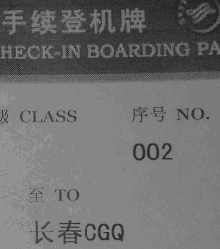 手续登机牌
CHECK-IN BOARDING PA
级 CLASS 序号 NO.
002
至 TO
长春CGQ